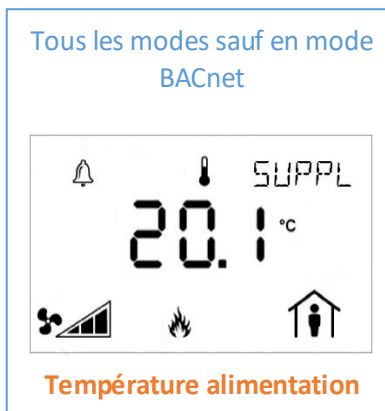 Tous les modes sauf en mode
BACnet
SUPPL
20.1 °C
Température alimentation